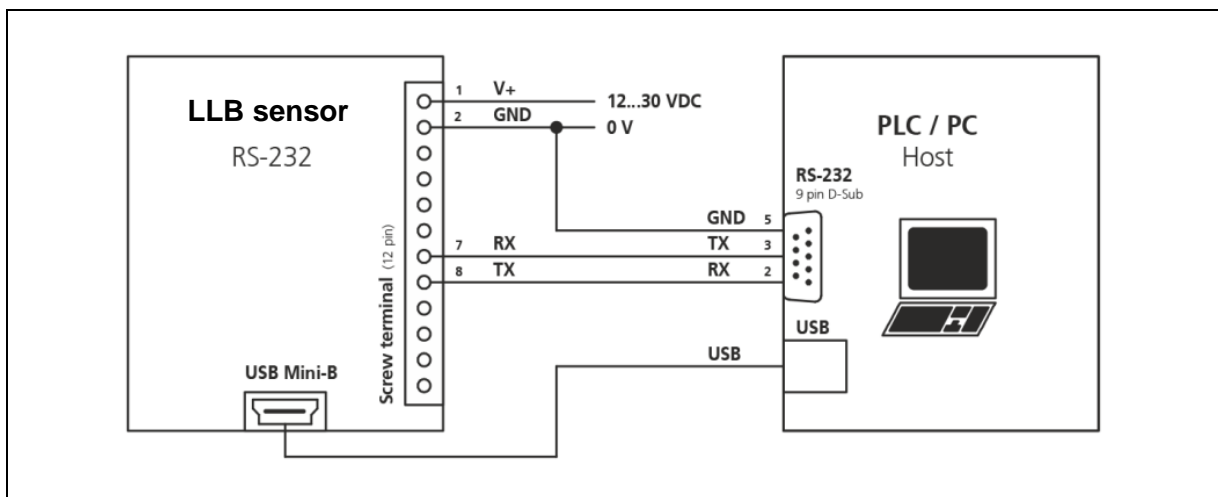 LLB sensor
RS-232
1 V+ 12...30 VDC
2 GND 0 V
7 RX
8 TX
Screw terminal (12 pin)
USB Mini-B
PLC / PC
Host
RS-232
9 pin D-Sub
GND 5
TX 3
RX 2
USB
USB